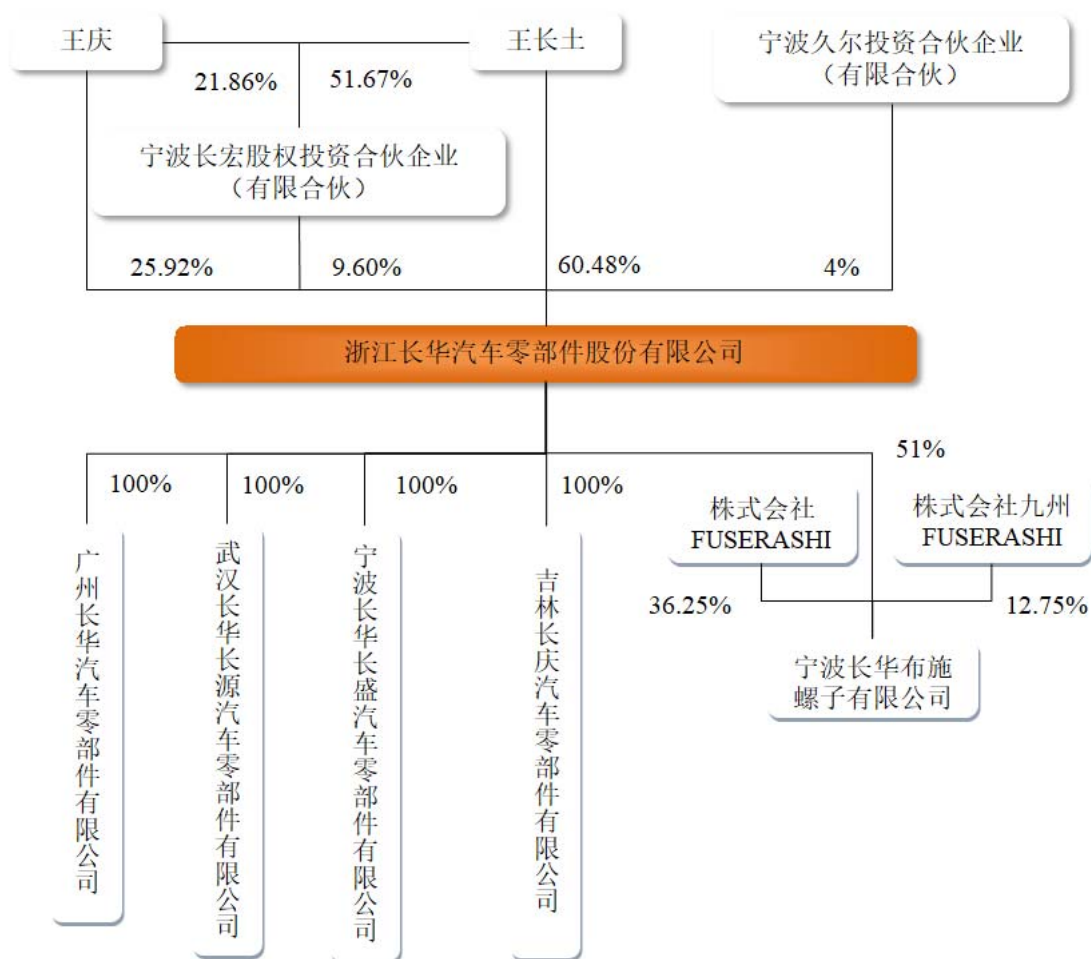 王庆
王长土
宁波久尔投资合伙企业
（有限合伙）
21.86%
51.67%
宁波长宏股权投资合伙企业
（有限合伙）
25.92%
9.60%
60.48%
4%
浙江长华汽车零部件股份有限公司
100%
100%
100%
100%
51%
广州长华汽车零部件有限公司
武汉长华长源汽车零部件有限公司
宁波长华长盛汽车零部件有限公司
吉林长庆汽车零部件有限公司
株式会社
FUSERASHI
株式会社九州
FUSERASHI
36.25%
12.75%
宁波长华布施
螺子有限公司